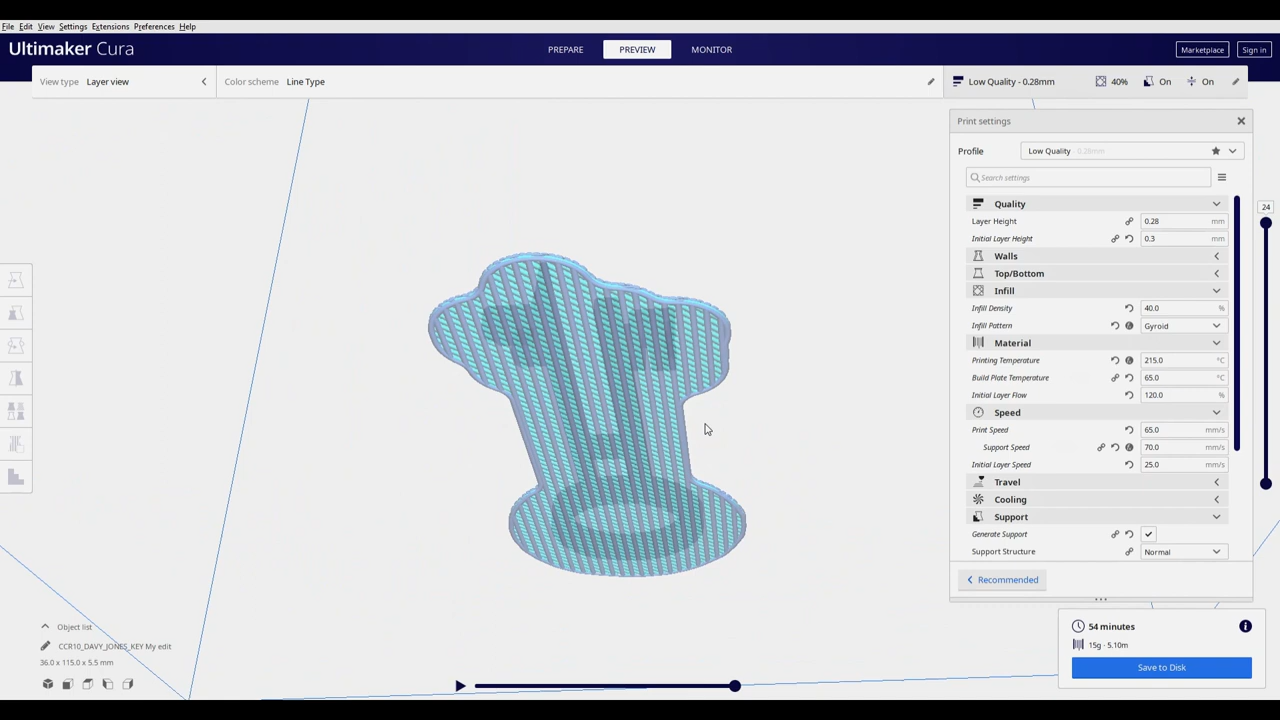 File Edit View Settings Extensions Preferences Help
Ultimaker Cura
PREPARE PREVIEW MONITOR
Marketplace Sign in
View type Layer view
Color scheme Line Type
Low Quality - 0.28mm 40% On On
Print settings
Profile Low Quality 0.28mm
Search settings
24
Quality
Layer Height 0.28 mm
Initial Layer Height 0.3 mm
Walls
Top/Bottom
Infill
Infill Density 40.0 %
Infill Pattern Gyroid
Material
Printing Temperature 215.0 °C
Build Plate Temperature 65.0 °C
Initial Layer Flow 120.0 %
Speed
Print Speed 65.0 mm/s
Support Speed 70.0 mm/s
Initial Layer Speed 25.0 mm/s
Travel
Cooling
Support
Generate Support
Support Structure Normal
Recommended
Object list
CCR10_DAVY_JONES_KEY My edit
36.0 x 115.0 x 5.5 mm
54 minutes
15g · 5.10m
Save to Disk